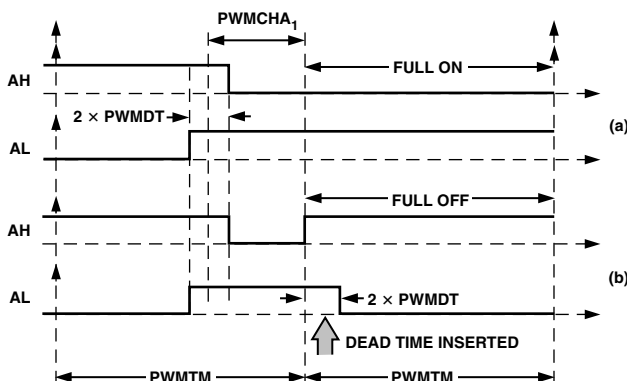 PWMCHA1
FULL ON
AH
2 × PWMDT
(a)
AL
FULL OFF
AH
(b)
AL
2 × PWMDT
DEAD TIME INSERTED
PWMTM
PWMTM